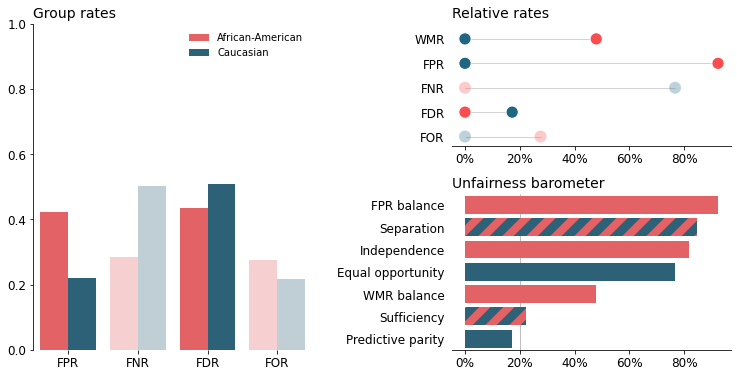 Group rates
1.0
0.8
0.6
0.4
0.2
0.0
African-American
Caucasian
FPR
FNR
FDR
FOR
Relative rates
WMR
FPR
FNR
FDR
FOR
0%
20%
40%
60%
80%
Unfairness barometer
FPR balance
Separation
Independence
Equal opportunity
WMR balance
Sufficiency
Predictive parity
0%
20%
40%
60%
80%